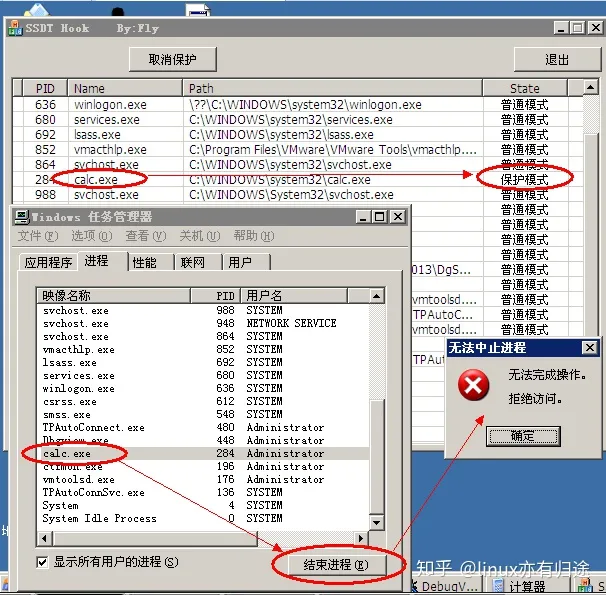 SSDT Hook By:Fly
取消保护
退出
PID Name Path State
636 winlogon.exe \??\C:\WINDOWS\system32\winlogon.exe 普通模式
680 services.exe C:\WINDOWS\system32\services.exe 普通模式
692 lsass.exe C:\WINDOWS\system32\lsass.exe 普通模式
852 vmacthlp.exe C:\Program Files\VMware\VMware Tools\vmacthlp.... 普通模式
864 svchost.exe C:\WINDOWS\system32\svchost.exe 普通模式
284 calc.exe C:\WINDOWS\system32\calc.exe 保护模式
988 svchost.exe C:\WINDOWS\System32\svchost.exe 普通模式
普通模式
普通模式
普通模式
普通模式
013\DgS... 普通模式
普通模式
vmtoolsd.... 普通模式
TPAutoC... 普通模式
vmtoolsd.... 普通模式
TPAut
Windows 任务管理器
文件(F) 选项(O) 查看(V) 关机(U) 帮助(H)
应用程序 进程 性能 联网 用户
映像名称 PID 用户名
svchost.exe 988 SYSTEM
svchost.exe 948 NETWORK SERVICE
svchost.exe 864 SYSTEM
vmacthlp.exe 852 SYSTEM
lsass.exe 692 SYSTEM
services.exe 680 SYSTEM
winlogon.exe 636 SYSTEM
csrss.exe 612 SYSTEM
smss.exe 548 SYSTEM
TPAutoConnect.exe 480 Administrator
Dbgview.exe 448 Administrator
calc.exe 284 Administrator
ctfmon.exe 196 Administrator
vmtoolsd.exe 176 Administrator
TPAutoConnSvc.exe 136 SYSTEM
System 4 SYSTEM
System Idle Process 0 SYSTEM
显示所有用户的进程(S)
结束进程(E)
无法中止进程
无法完成操作。
拒绝访问。
确定
知乎 @linux亦有归途
DebugV...
计算器
S